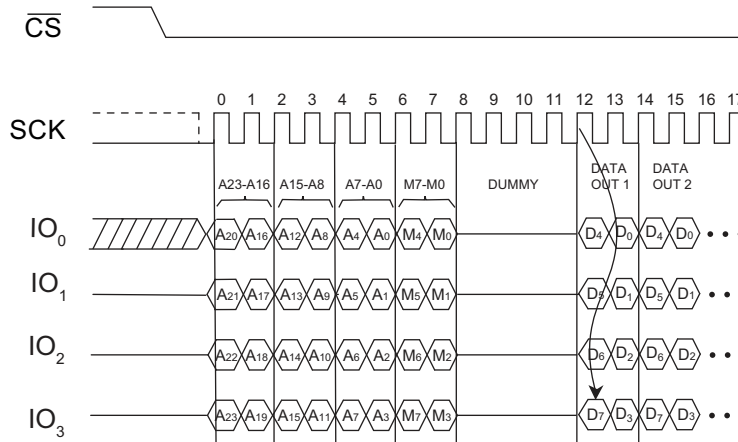 CS
0 1 2 3 4 5 6 7 8 9 10 11 12 13 14 15 16 17
SCK
A23-A16 A15-A8 A7-A0 M7-M0 DUMMY DATA OUT 1 DATA OUT 2
IO0 A20 A16 A12 A8 A4 A0 M4 M0 D4 D0 D4 D0
IO1 A21 A17 A13 A9 A5 A1 M5 M1 D5 D1 D5 D1
IO2 A22 A18 A14 A10 A6 A2 M6 M2 D6 D2 D6 D2
IO3 A23 A19 A15 A11 A7 A3 M7 M3 D7 D3 D7 D3